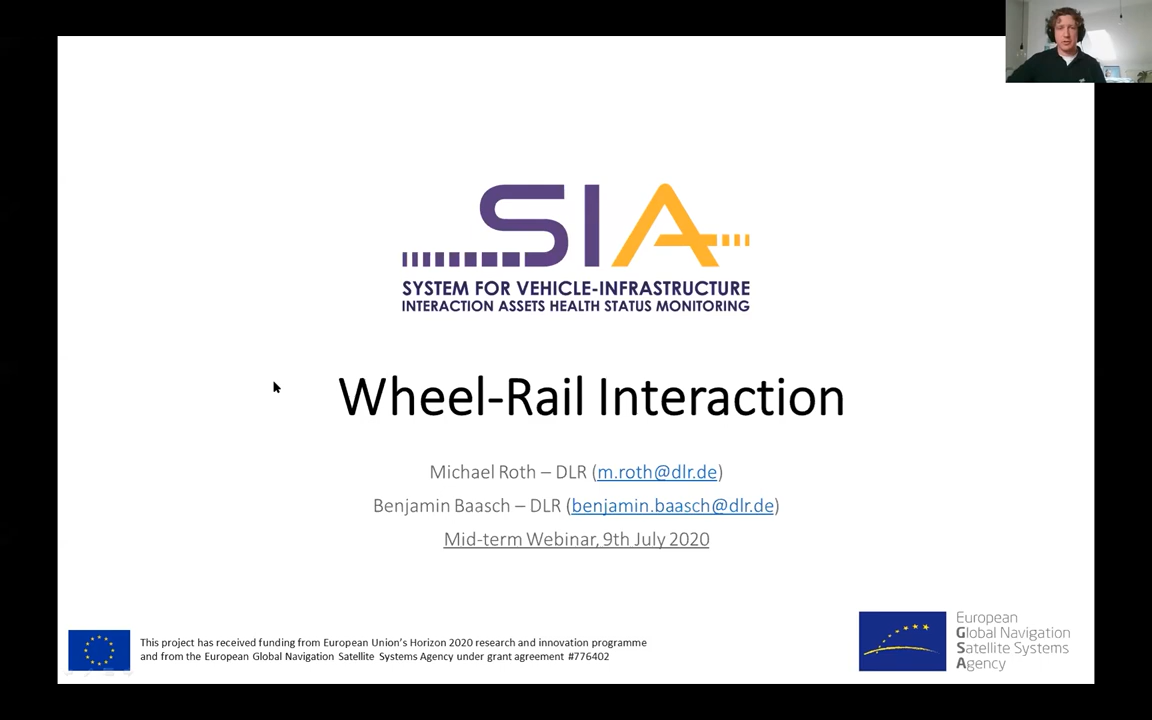 SIA
SYSTEM FOR VEHICLE-INFRASTRUCTURE
INTERACTION ASSETS HEALTH STATUS MONITORING
Wheel-Rail Interaction
Michael Roth – DLR (m.roth@dlr.de)
Benjamin Baasch – DLR (benjamin.baasch@dlr.de)
Mid-term Webinar, 9th July 2020
This project has received funding from European Union's Horizon 2020 research and innovation programme
and from the European Global Navigation Satellite Systems Agency under grant agreement #776402
European
Global Navigation
Satellite Systems
Agency